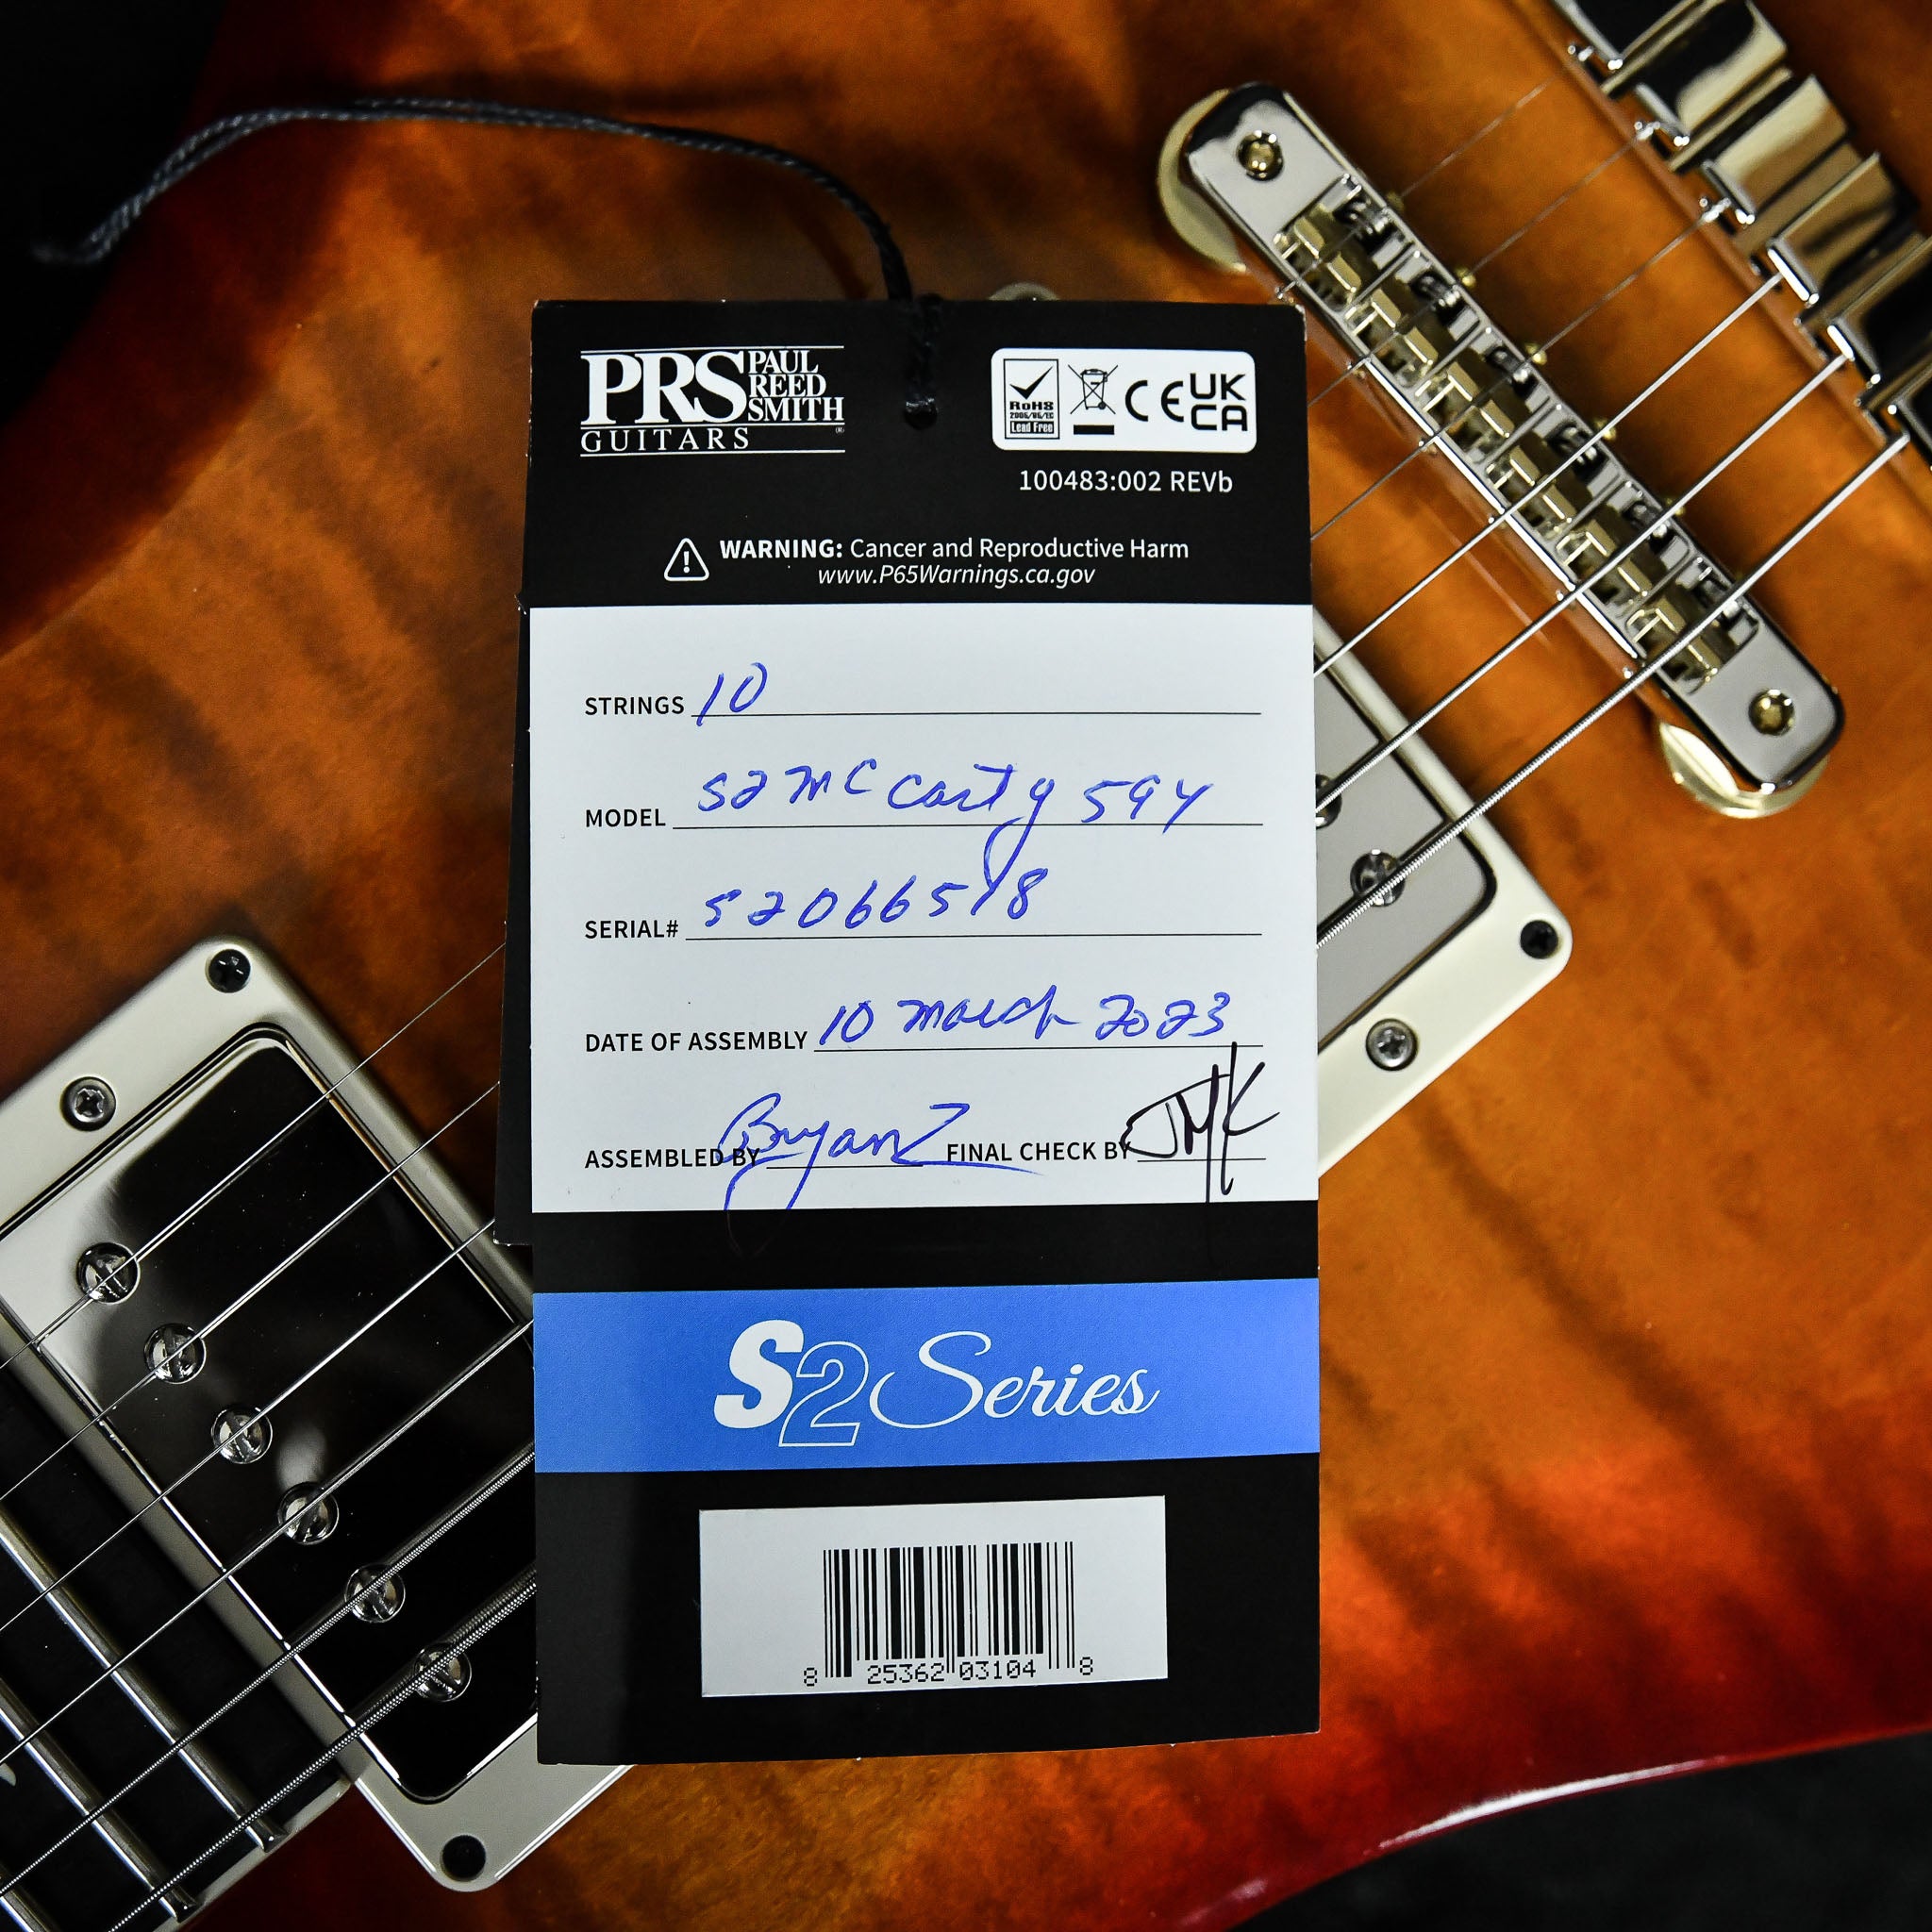 PRS PAUL REED SMITH
GUITARS ®
RoHS
2005/95/EC
Lead Free
CE UK CA
100483:002 REVb
WARNING: Cancer and Reproductive Harm
www.P65Warnings.ca.gov
STRINGS 10
MODEL S2 McCarty 594
SERIAL# S2066518
DATE OF ASSEMBLY 10 March 2023
ASSEMBLED BY BryanZ FINAL CHECK BY JMK
S2 Series
8 25362 03104 8